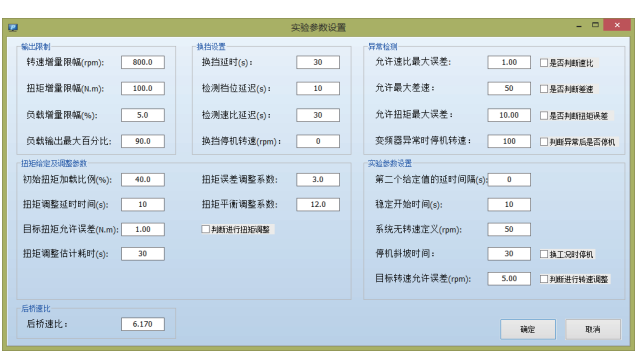 实验参数设置
输出限制
转速增量限幅(rpm): 800.0
扭矩增量限幅(N.m): 100.0
负载增量限幅(%): 5.0
负载输出最大百分比: 90.0
换挡设置
换挡延时(s): 30
检测档位延迟(s): 10
检测速比延迟(s): 30
换挡停机转速(rpm): 0
异常检测
允许速比最大误差: 1.00 是否判断速比
允许最大差速: 50 是否判断差速
允许扭矩最大误差: 10.00 是否判断扭矩误差
变频器异常时停机转速: 100 判断异常后是否停机
扭矩给定及调整参数
初始扭矩加载比例(%): 40.0
扭矩调整延时时间(s): 10
目标扭矩允许误差(N.m): 1.00
扭矩调整估计耗时(s): 30
扭矩误差调整系数: 3.0
扭矩平衡调整系数: 12.0
判断进行扭矩调整
实验参数设置
第二个给定值的延时间隔(s): 0
稳定开始时间(s): 10
系统无转速定义(rpm): 50
停机斜坡时间: 30 换工况时停机
目标转速允许误差(rpm): 5.00 判断进行转速调整
后桥速比
后桥速比: 6.170
确定 取消